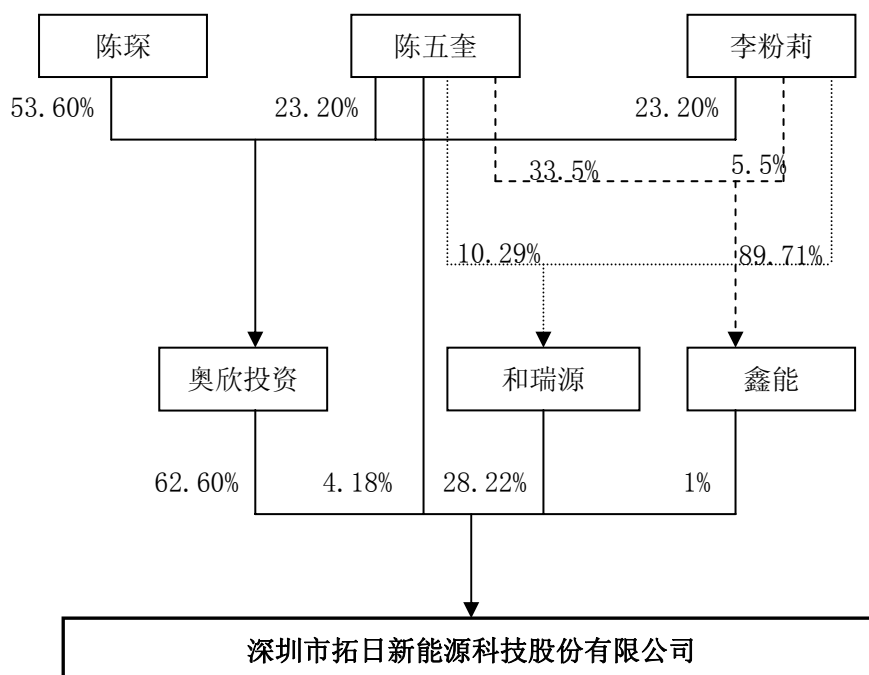 陈琛
陈五奎
李粉莉
53.60%
23.20%
23.20%
33.5%
5.5%
10.29%
89.71%
奥欣投资
和瑞源
鑫能
62.60%
4.18%
28.22%
1%
深圳市拓日新能源科技股份有限公司